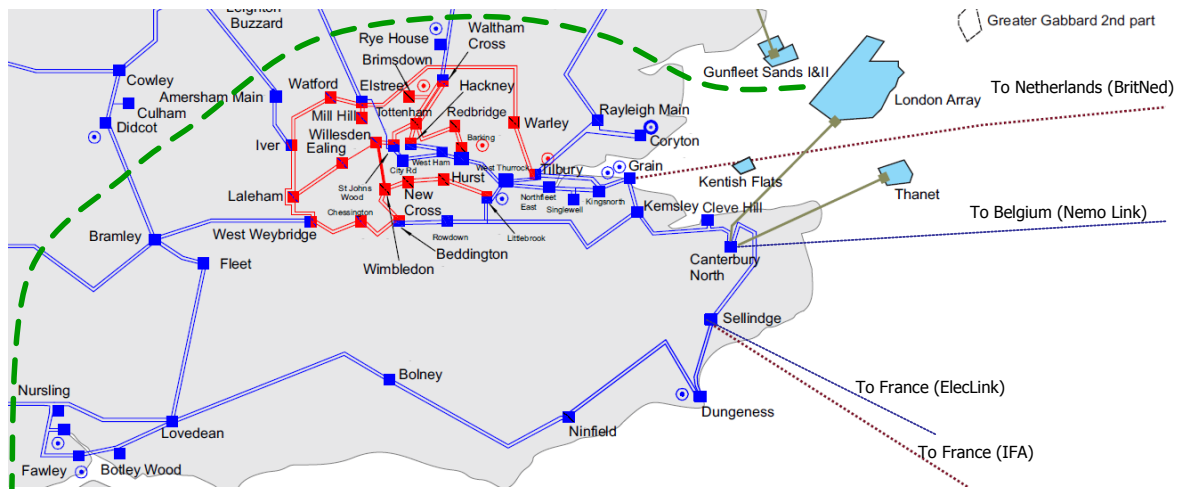 Leighton
Buzzard
Waltham
Cross
Rye House
Brimsdown
Greater Gabbard 2nd part
Gunfleet Sands I&II
Cowley
Culham
Didcot
Amersham Main
Watford
Elstree
Hackney
Mill Hill
Tottenham
Redbridge
Rayleigh Main
London Array
To Netherlands (BritNed)
Willesden
Ealing
Iver
Barking
Warley
Coryton
City Rd
West Ham
West Thurrock
Tilbury
Grain
Kentish Flats
Thanet
Laleham
St Johns
Wood
Hurst
New
Cross
Northfleet
East
Singlewell
Kingsnorth
Kemsley
Cleve Hill
To Belgium (Nemo Link)
Chessington
Bramley
West Weybridge
Rowdown
Littlebrook
Beddington
Wimbledon
Fleet
Canterbury
North
Sellindge
Bolney
To France (ElecLink)
Nursling
Dungeness
Lovedean
Ninfield
To France (IFA)
Fawley
Botley Wood